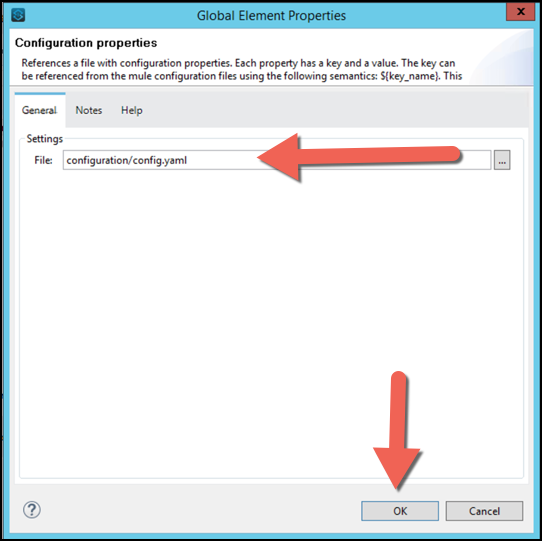 Global Element Properties
x
Configuration properties
References a file with configuration properties. Each property has a key and a value. The key can
be referenced from the mule configuration files using the following semantics: ${key_name}. This
General Notes Help
Settings
File: configuration/config.yaml ...
? OK Cancel